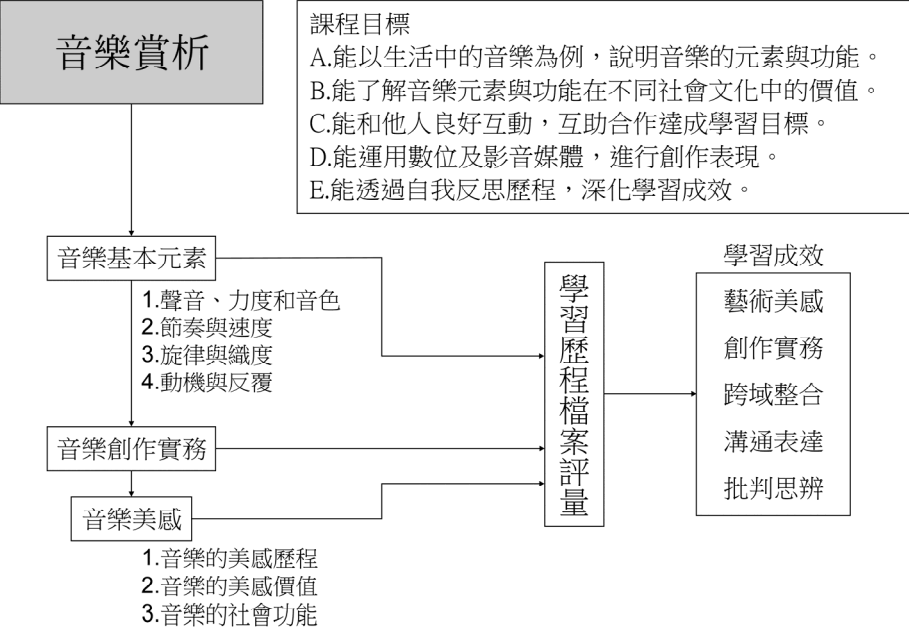 音樂賞析
課程目標
A.能以生活中的音樂為例，說明音樂的元素與功能。
B.能了解音樂元素與功能在不同社會文化中的價值。
C.能和他人良好互動，互助合作達成學習目標。
D.能運用數位及影音媒體，進行創作表現。
E.能透過自我反思歷程，深化學習成效。
音樂基本元素
1.聲音、力度和音色
2.節奏與速度
3.旋律與織度
4.動機與反覆
音樂創作實務
音樂美感
1.音樂的美感歷程
2.音樂的美感價值
3.音樂的社會功能
學習歷程檔案評量
學習成效
藝術美感
創作實務
跨域整合
溝通表達
批判思辨